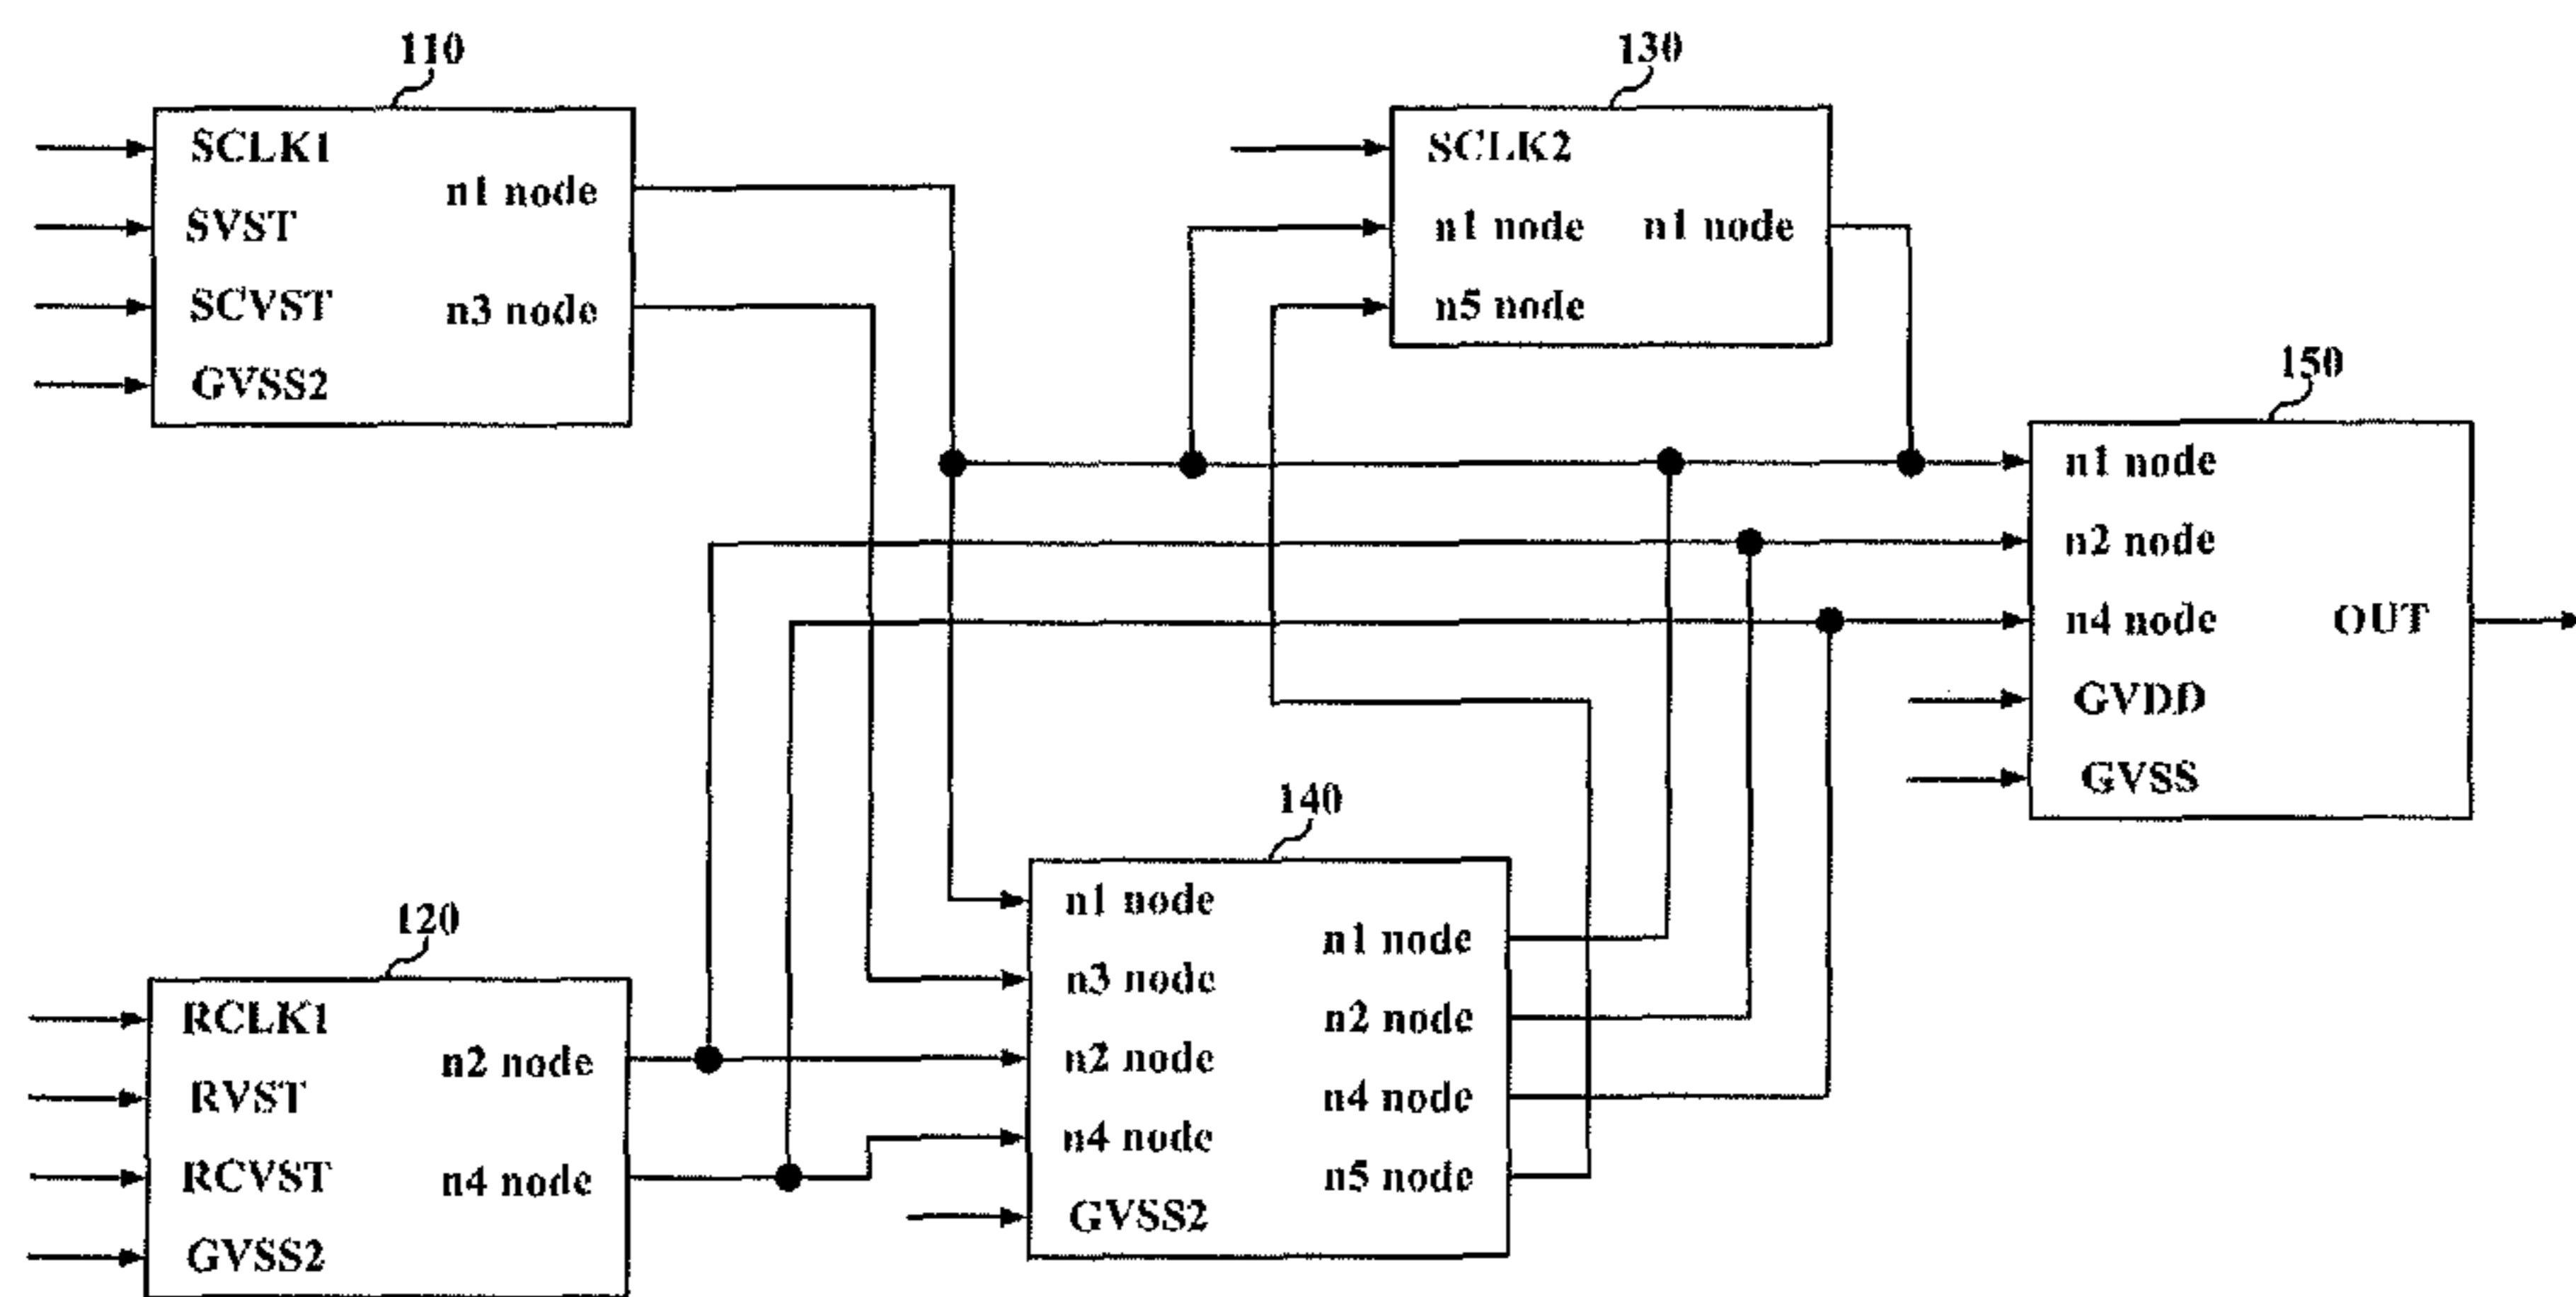 110
SCLK1
SVST
SCVST
GVSS2
n1 node
n3 node
130
SCLK2
n1 node
n5 node
n1 node
150
n1 node
n2 node
n4 node
GVDD
GVSS
OUT
120
RCLK1
RVST
RCVST
GVSS2
n2 node
n4 node
140
n1 node
n3 node
n2 node
n4 node
GVSS2
n1 node
n2 node
n4 node
n5 node